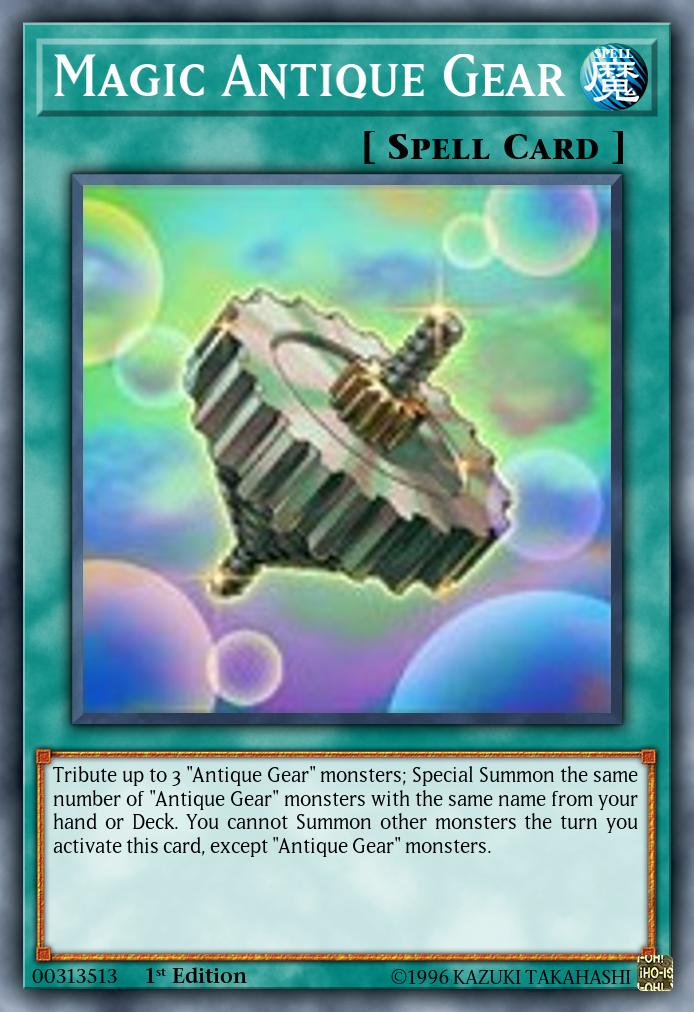 Magic Antique Gear
SPELL
魔
[ Spell Card ]
Tribute up to 3 "Antique Gear" monsters; Special Summon the same
number of "Antique Gear" monsters with the same name from your
hand or Deck. You cannot Summon other monsters the turn you
activate this card, except "Antique Gear" monsters.
00313513 1st Edition ©1996 KAZUKI TAKAHASHI